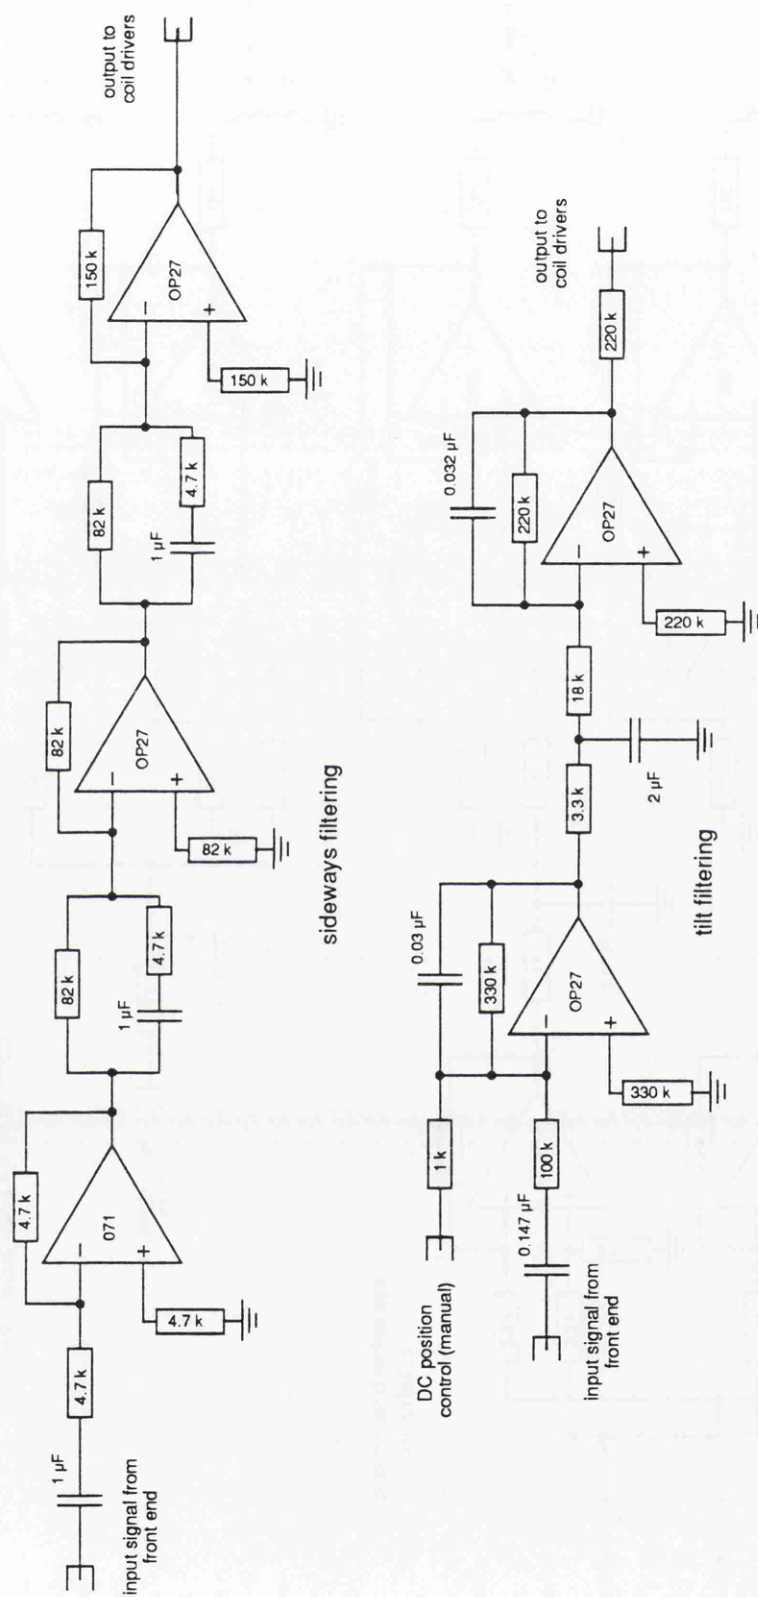 input signal from
front end
1 µF
4.7 k
4.7 k
4.7 k
−
+
071
82 k
1 µF
4.7 k
82 k
82 k
−
+
OP27
82 k
1 µF
4.7 k
150 k
150 k
−
+
OP27
output to
coil drivers
sideways filtering
DC position
control (manual)
1 k
input signal from
front end
0.147 µF
100k
0.03 µF
330 k
330 k
−
+
OP27
3.3 k
2 µF
18 k
0.032 µF
220 k
220 k
−
+
OP27
220 k
output to
coil drivers
tilt filtering